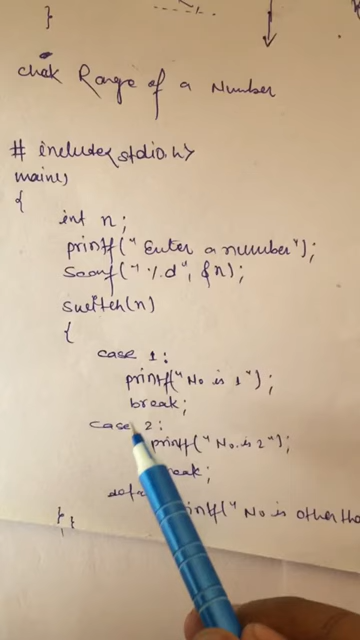 }
chek Range of a Number
# include<stdio.h>
main()
{
int n;
printf(" Enter a number");
scanf("%d", &n);
switch(n)
{
case 1:
printf("No is 1");
break;
case 2:
printf("No. is 2");
break;
printf(" No is other
} }